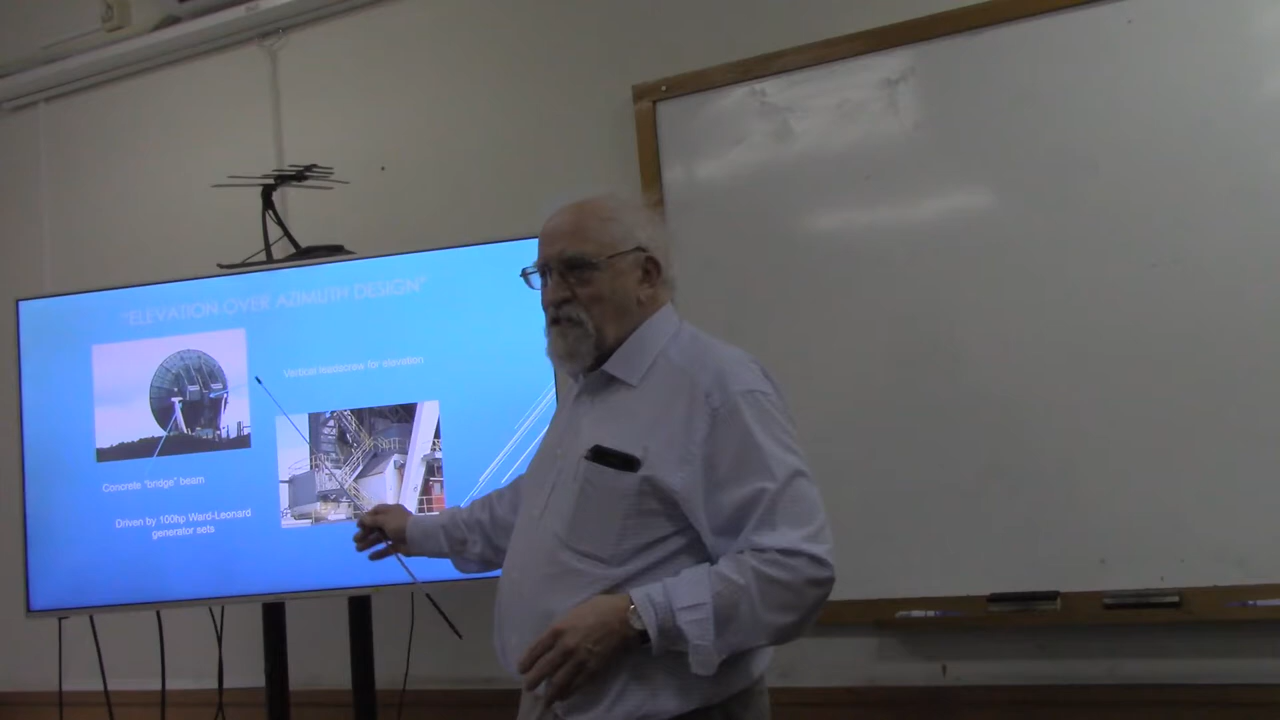 "ELEVATION OVER AZIMUTH DESIGN"
Vertical leadscrew for elevation
Concrete "bridge" beam
Driven by 100hp Ward-Leonard
generator sets